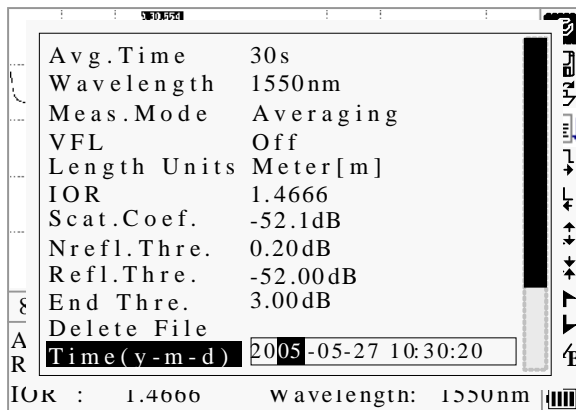 A 30.554
Avg.Time 30s
Wavelength 1550nm
Meas.Mode Averaging
VFL Off
Length Units Meter[m]
IOR 1.4666
Scat.Coef. -52.1dB
Nrefl.Thre. 0.20dB
Refl.Thre. -52.00dB
End Thre. 3.00dB
Delete File
Time(y-m-d) 2005-05-27 10:30:20
A
R
IOR : 1.4666 Wavelength: 1550nm